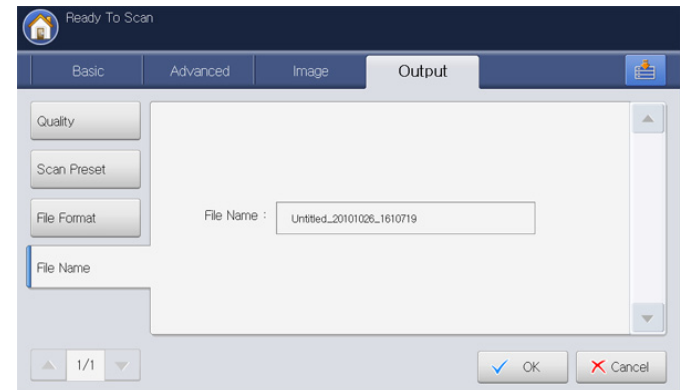 Ready To Scan
Basic
Advanced
Image
Output
Quality
Scan Preset
File Format
File Name
File Name :
Untitled_20101026_1610719
1/1
OK
Cancel